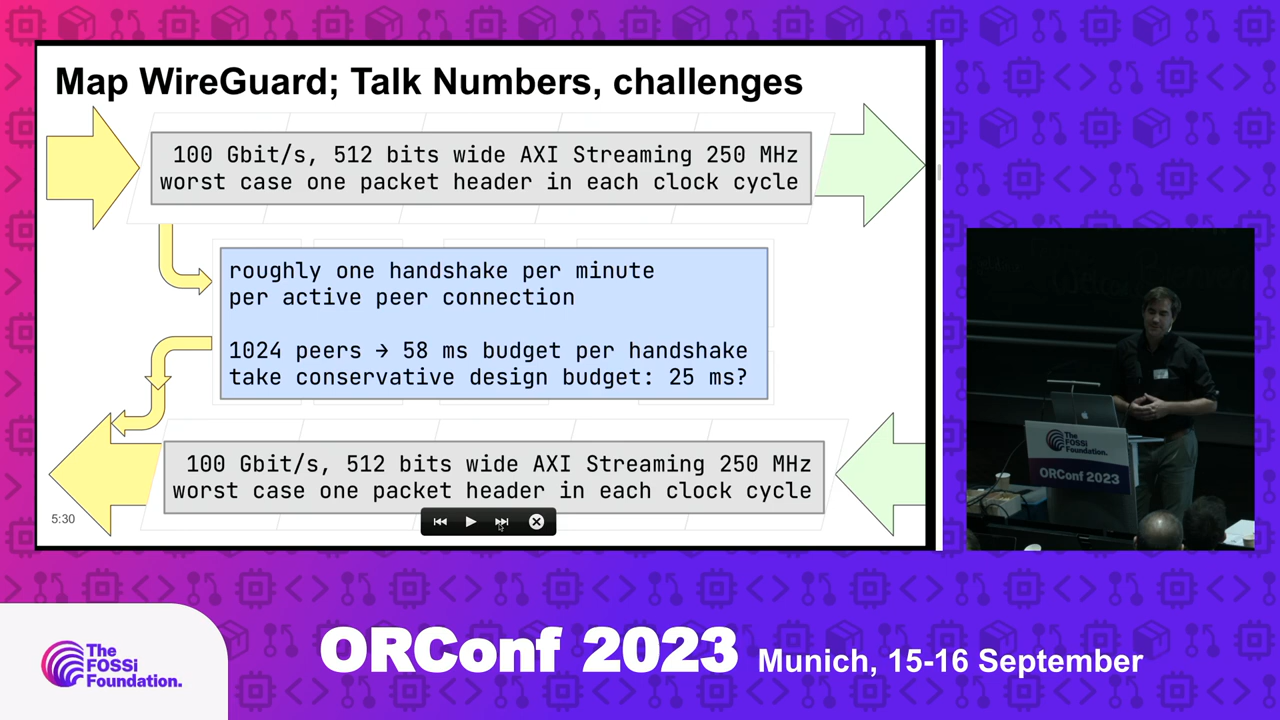 Map WireGuard; Talk Numbers, challenges
100 Gbit/s, 512 bits wide AXI Streaming 250 MHz
worst case one packet header in each clock cycle
roughly one handshake per minute
per active peer connection
1024 peers → 58 ms budget per handshake
take conservative design budget: 25 ms?
100 Gbit/s, 512 bits wide AXI Streaming 250 MHz
worst case one packet header in each clock cycle
5:30
The
FOSSi
Foundation.
ORConf 2023
The
FOSSi
Foundation.
ORConf 2023
Munich, 15-16 September